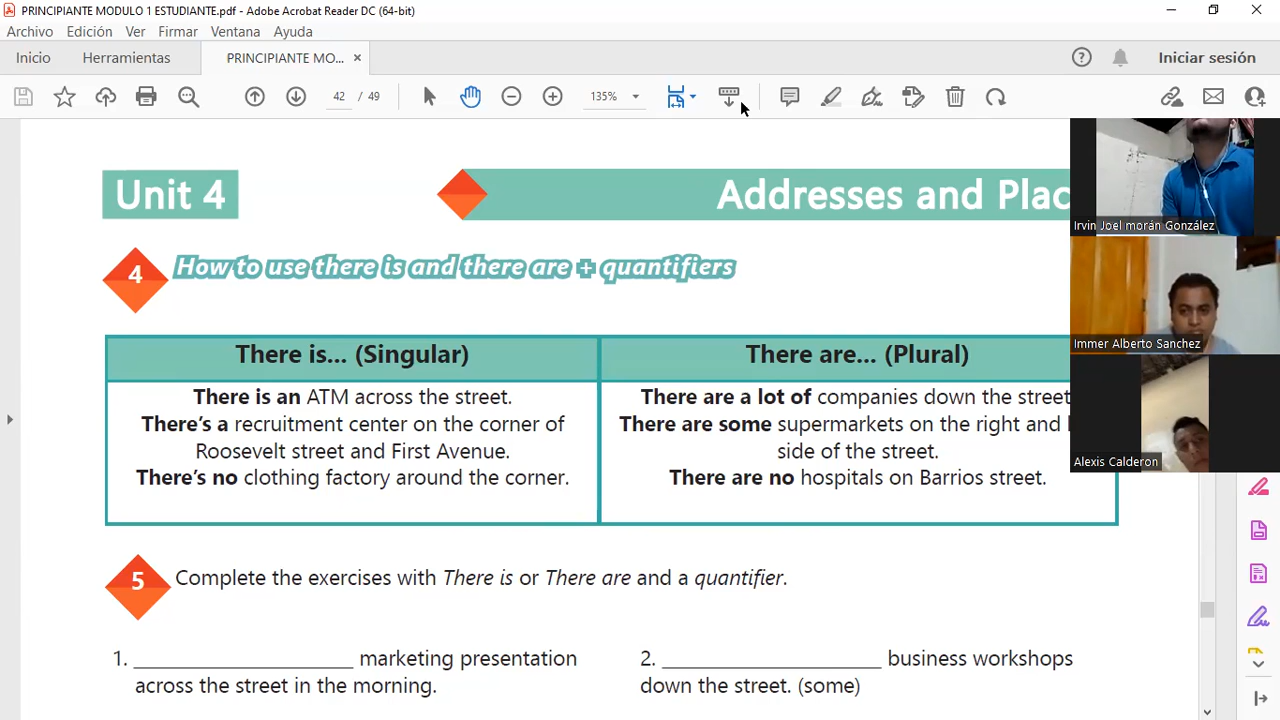 PRINCIPIANTE MODULO 1 ESTUDIANTE.pdf - Adobe Acrobat Reader DC (64-bit)
Archivo Edición Ver Firmar Ventana Ayuda
Inicio Herramientas PRINCIPIANTE MO... Iniciar sesión
42 / 49 135%
Unit 4 Addresses and Plac
4 How to use there is and there are + quantifiers
There is... (Singular) There are... (Plural)
There is an ATM across the street.
There's a recruitment center on the corner of
Roosevelt street and First Avenue.
There's no clothing factory around the corner.
There are a lot of companies down the street
There are some supermarkets on the right and
side of the street.
There are no hospitals on Barrios street.
5 Complete the exercises with There is or There are and a quantifier.
1. ____________________ marketing presentation
across the street in the morning.
2. ____________________ business workshops
down the street. (some)
Irvin Joel morán González
Immer Alberto Sanchez
Alexis Calderon